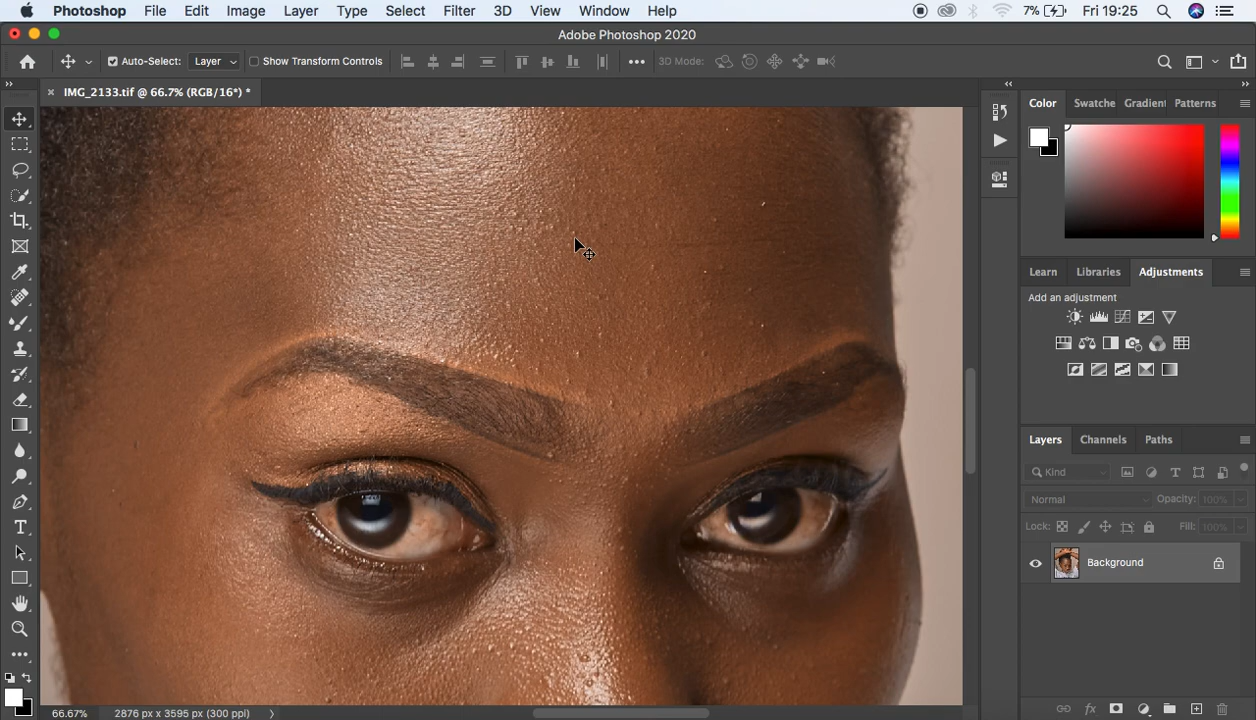 Photoshop File Edit Image Layer Type Select Filter 3D View Window Help 7% Fri 19:25
Adobe Photoshop 2020
Auto-Select: Layer Show Transform Controls 3D Mode:
IMG_2133.tif @ 66.7% (RGB/16*) *
Color Swatche Gradient Patterns
Learn Libraries Adjustments
Add an adjustment
Layers Channels Paths
Kind
Normal Opacity: 100%
Lock: Fill: 100%
Background
66.67% 2876 px x 3595 px (300 ppi)